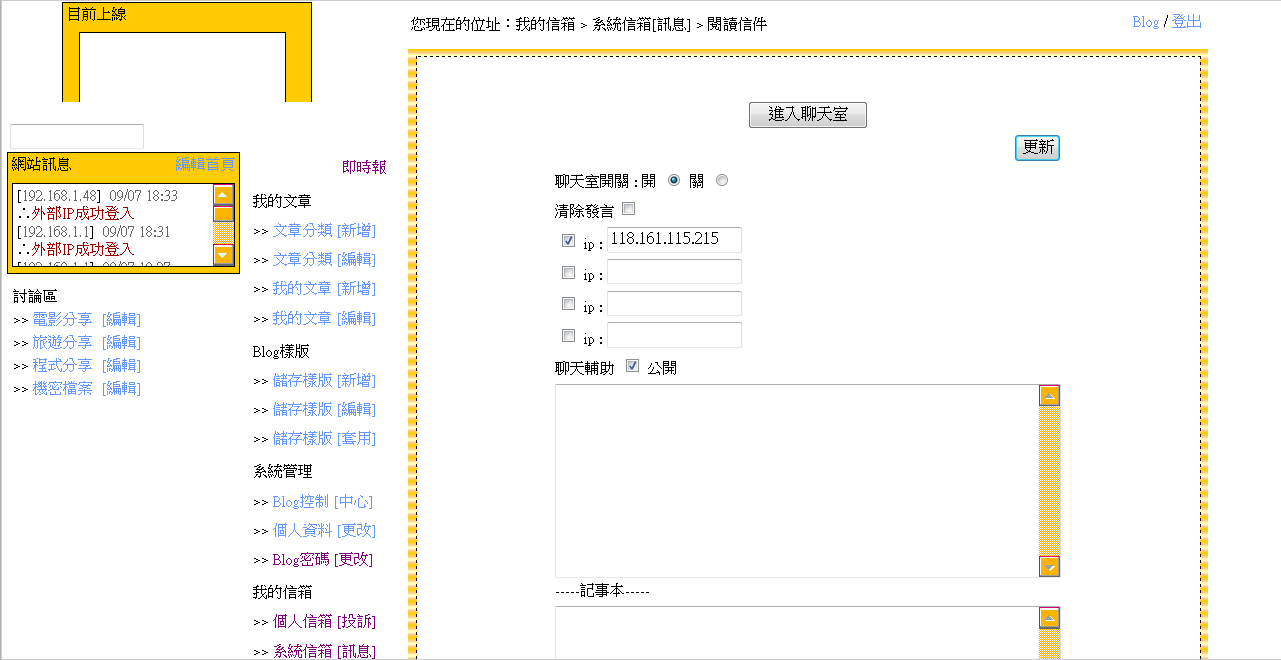 目前上線
您現在的位址：我的信箱 > 系統信箱[訊息] > 閱讀信件
Blog / 登出
網站訊息 編輯首頁
[192.168.1.48] 09/07 18:33
∴外部IP成功登入
[192.168.1.1] 09/07 18:31
∴外部IP成功登入
討論區
>> 電影分享 [編輯]
>> 旅遊分享 [編輯]
>> 程式分享 [編輯]
>> 機密檔案 [編輯]
即時報
我的文章
>> 文章分類 [新增]
>> 文章分類 [編輯]
>> 我的文章 [新增]
>> 我的文章 [編輯]
Blog樣版
>> 儲存樣版 [新增]
>> 儲存樣版 [編輯]
>> 儲存樣版 [套用]
系統管理
>> Blog控制 [中心]
>> 個人資料 [更改]
>> Blog密碼 [更改]
我的信箱
>> 個人信箱 [投訴]
>> 系統信箱 [訊息]
進入聊天室
更新
聊天室開關 : 開 關
清除發言
ip : 118.161.115.215
ip :
ip :
ip :
聊天輔助 公開
-----記事本-----